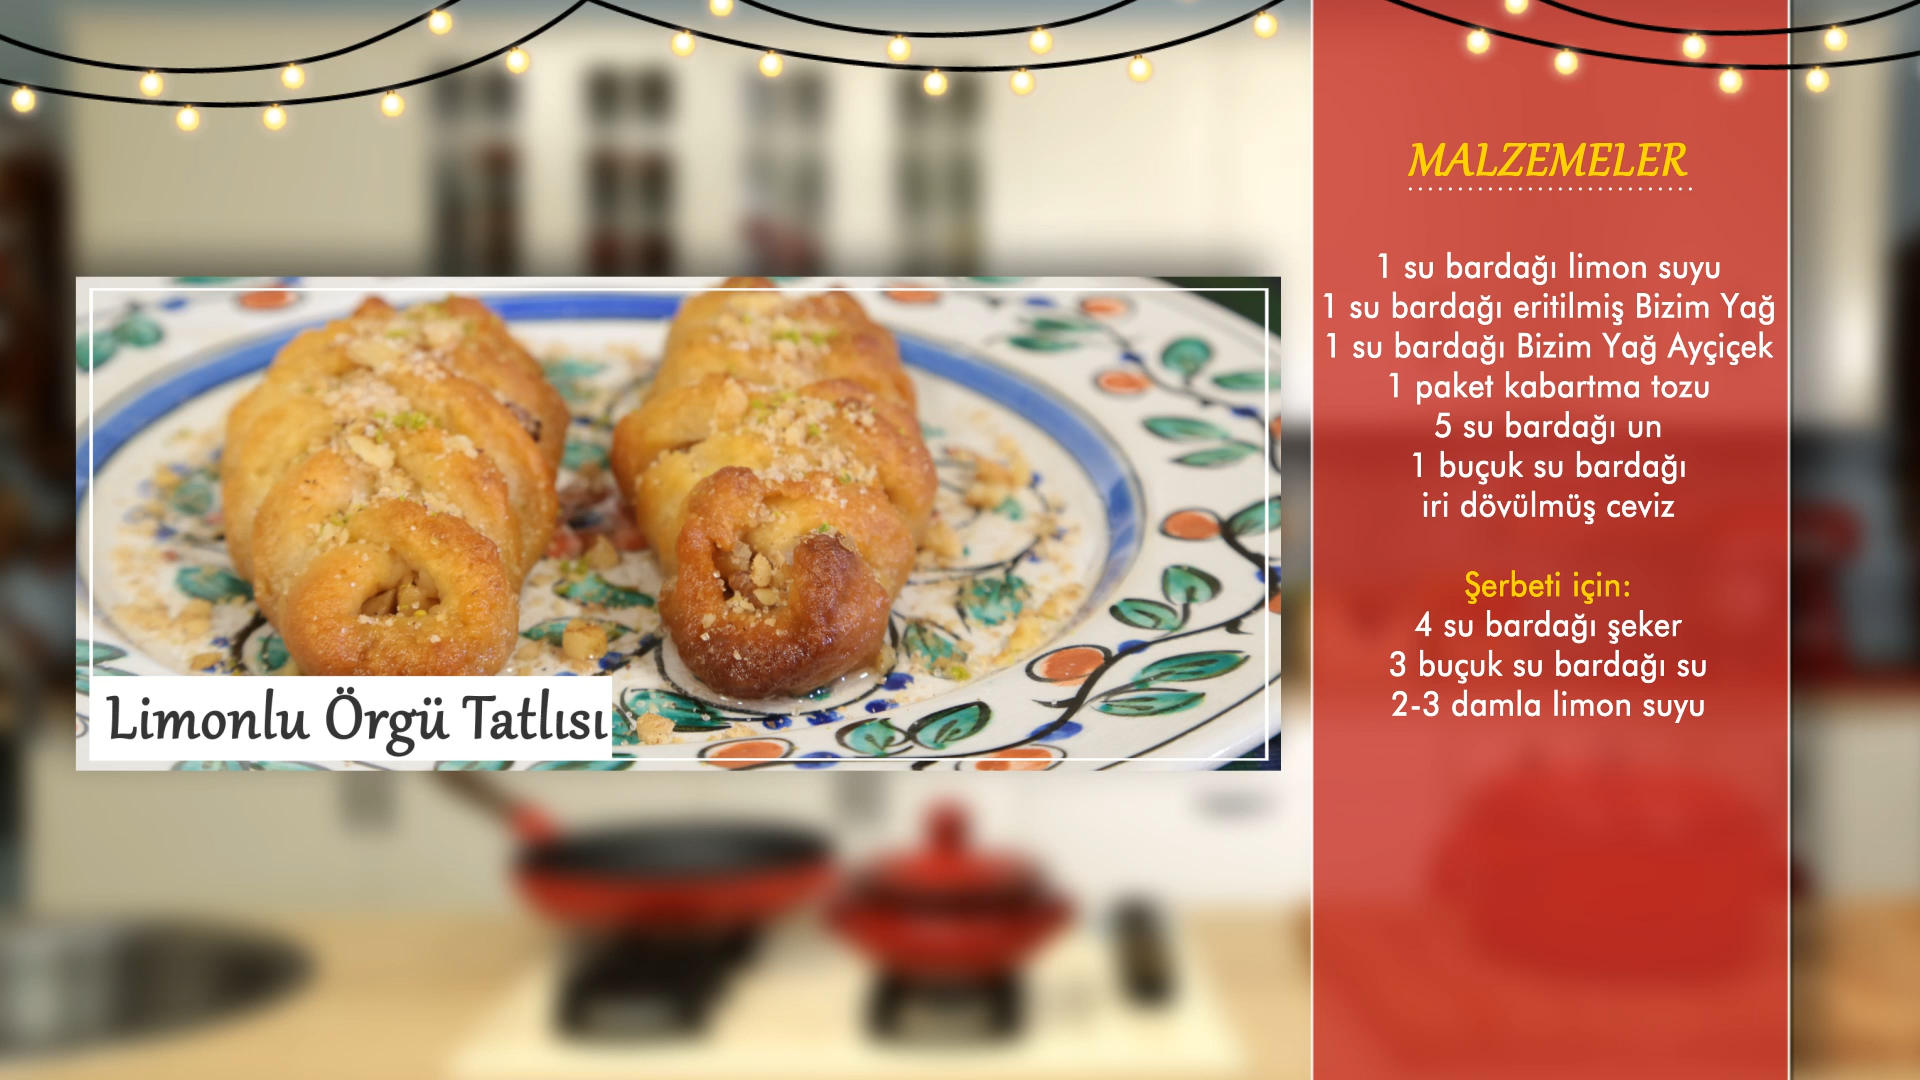 MALZEMELER
1 su bardağı limon suyu
1 su bardağı eritilmiş Bizim Yağ
1 su bardağı Bizim Yağ Ayçiçek
1 paket kabartma tozu
5 su bardağı un
1 buçuk su bardağı
iri dövülmüş ceviz
Şerbeti için:
4 su bardağı şeker
3 buçuk su bardağı su
2-3 damla limon suyu
Limonlu Örgü Tatlısı